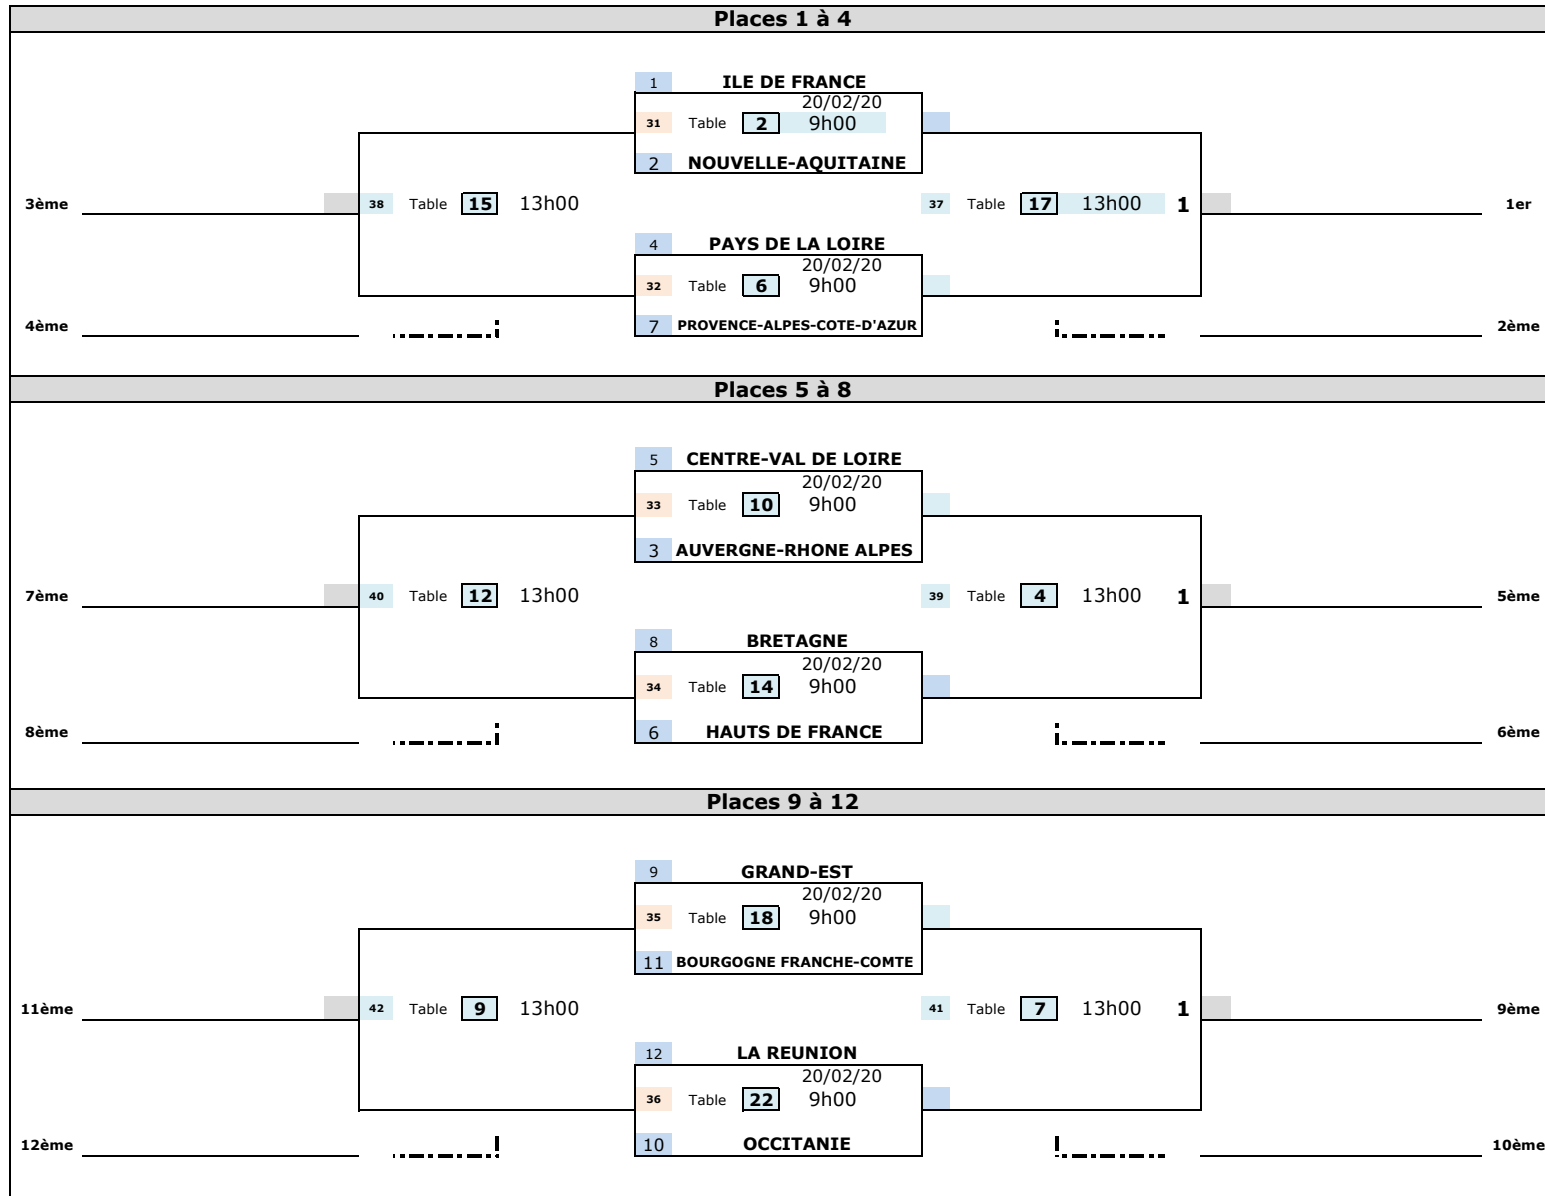 Places 1 à 4
1 ILE DE FRANCE
20/02/20
31 Table 2 9h00
2 NOUVELLE-AQUITAINE
3ème 38 Table 15 13h00 37 Table 17 13h00 1 1er
4 PAYS DE LA LOIRE
20/02/20
32 Table 6 9h00
4ème 7 PROVENCE-ALPES-COTE-D'AZUR 2ème
Places 5 à 8
5 CENTRE-VAL DE LOIRE
20/02/20
33 Table 10 9h00
3 AUVERGNE-RHONE ALPES
7ème 40 Table 12 13h00 39 Table 4 13h00 1 5ème
8 BRETAGNE
20/02/20
34 Table 14 9h00
8ème 6 HAUTS DE FRANCE 6ème
Places 9 à 12
9 GRAND-EST
20/02/20
35 Table 18 9h00
11 BOURGOGNE FRANCHE-COMTE
11ème 42 Table 9 13h00 41 Table 7 13h00 1 9ème
12 LA REUNION
20/02/20
36 Table 22 9h00
12ème 10 OCCITANIE 10ème